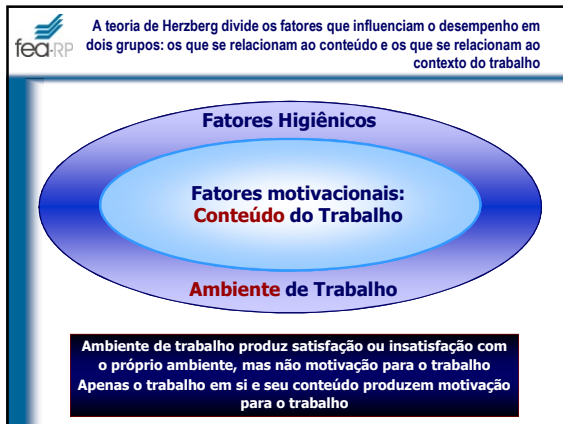 fea-RP
A teoria de Herzberg divide os fatores que influenciam o desempenho em
dois grupos: os que se relacionam ao conteúdo e os que se relacionam ao
contexto do trabalho
Fatores Higiênicos
Fatores motivacionais:
Conteúdo do Trabalho
Ambiente de Trabalho
Ambiente de trabalho produz satisfação ou insatisfação com
o próprio ambiente, mas não motivação para o trabalho
Apenas o trabalho em si e seu conteúdo produzem motivação
para o trabalho